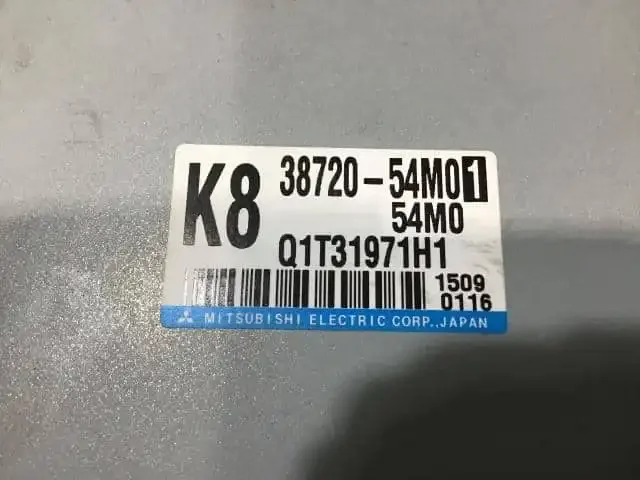 K8 38720-54M01
54M0
Q1T31971H1
1509
0116
MITSUBISHI ELECTRIC CORP.,JAPAN